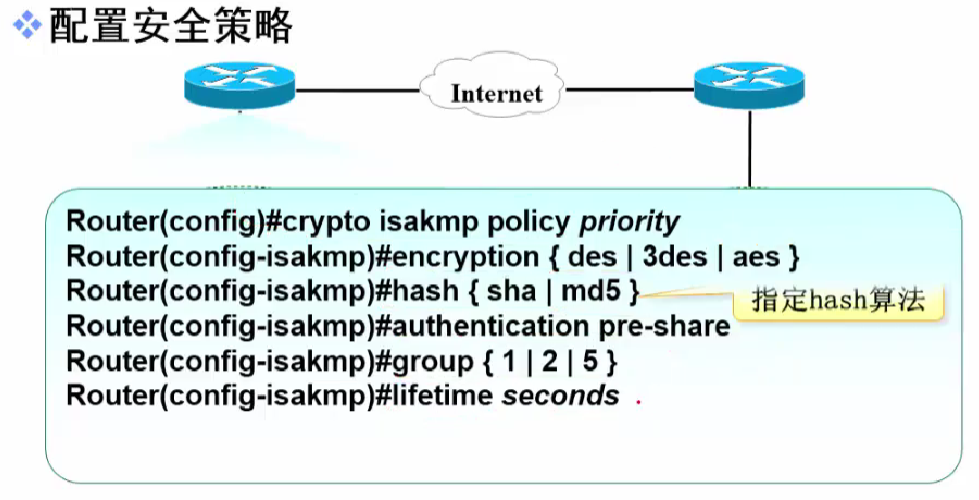 配置安全策略
Internet
Router(config)#crypto isakmp policy priority
Router(config-isakmp)#encryption { des | 3des | aes }
Router(config-isakmp)#hash { sha | md5 }
指定hash算法
Router(config-isakmp)#authentication pre-share
Router(config-isakmp)#group { 1 | 2 | 5 }
Router(config-isakmp)#lifetime seconds